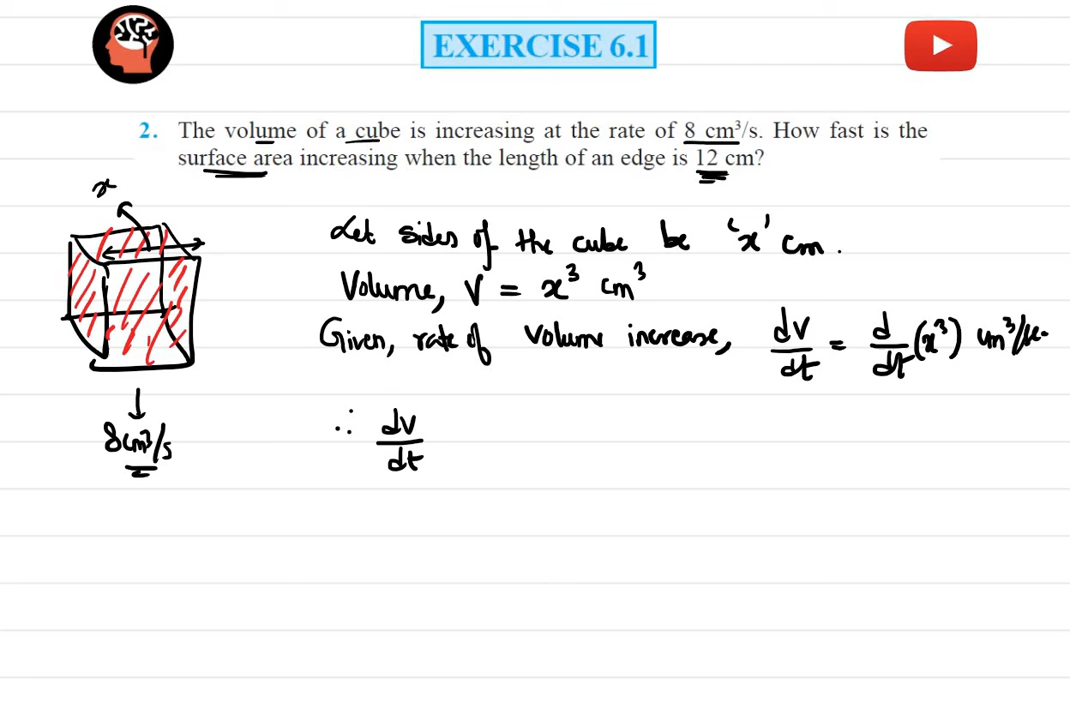 EXERCISE 6.1
2. The volume of a cube is increasing at the rate of 8 cm³/s. How fast is the
surface area increasing when the length of an edge is 12 cm?
x
Let sides of the cube be 'x' cm.
Volume, V = x³ cm³
Given, rate of volume increase, dv/dt = d/dt (x³) cm³/sec.
8cm³/s
∴ dv/dt